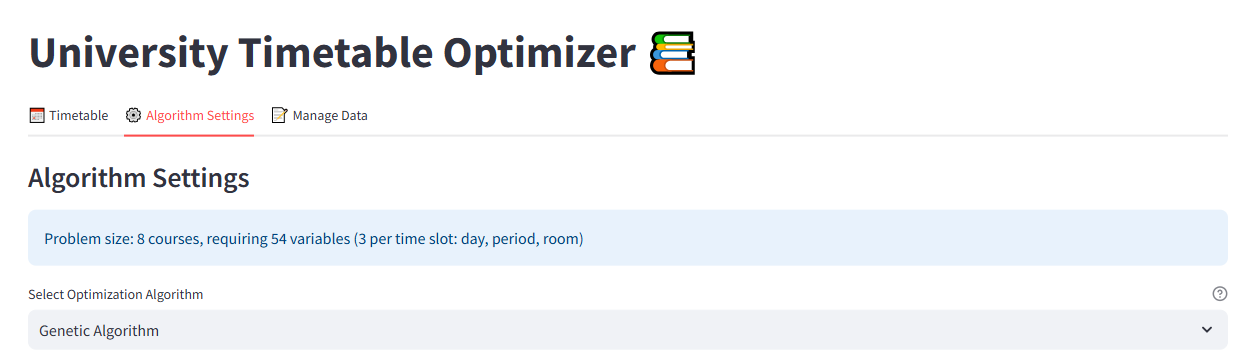 University Timetable Optimizer
Timetable Algorithm Settings Manage Data
Algorithm Settings
Problem size: 8 courses, requiring 54 variables (3 per time slot: day, period, room)
Select Optimization Algorithm
Genetic Algorithm